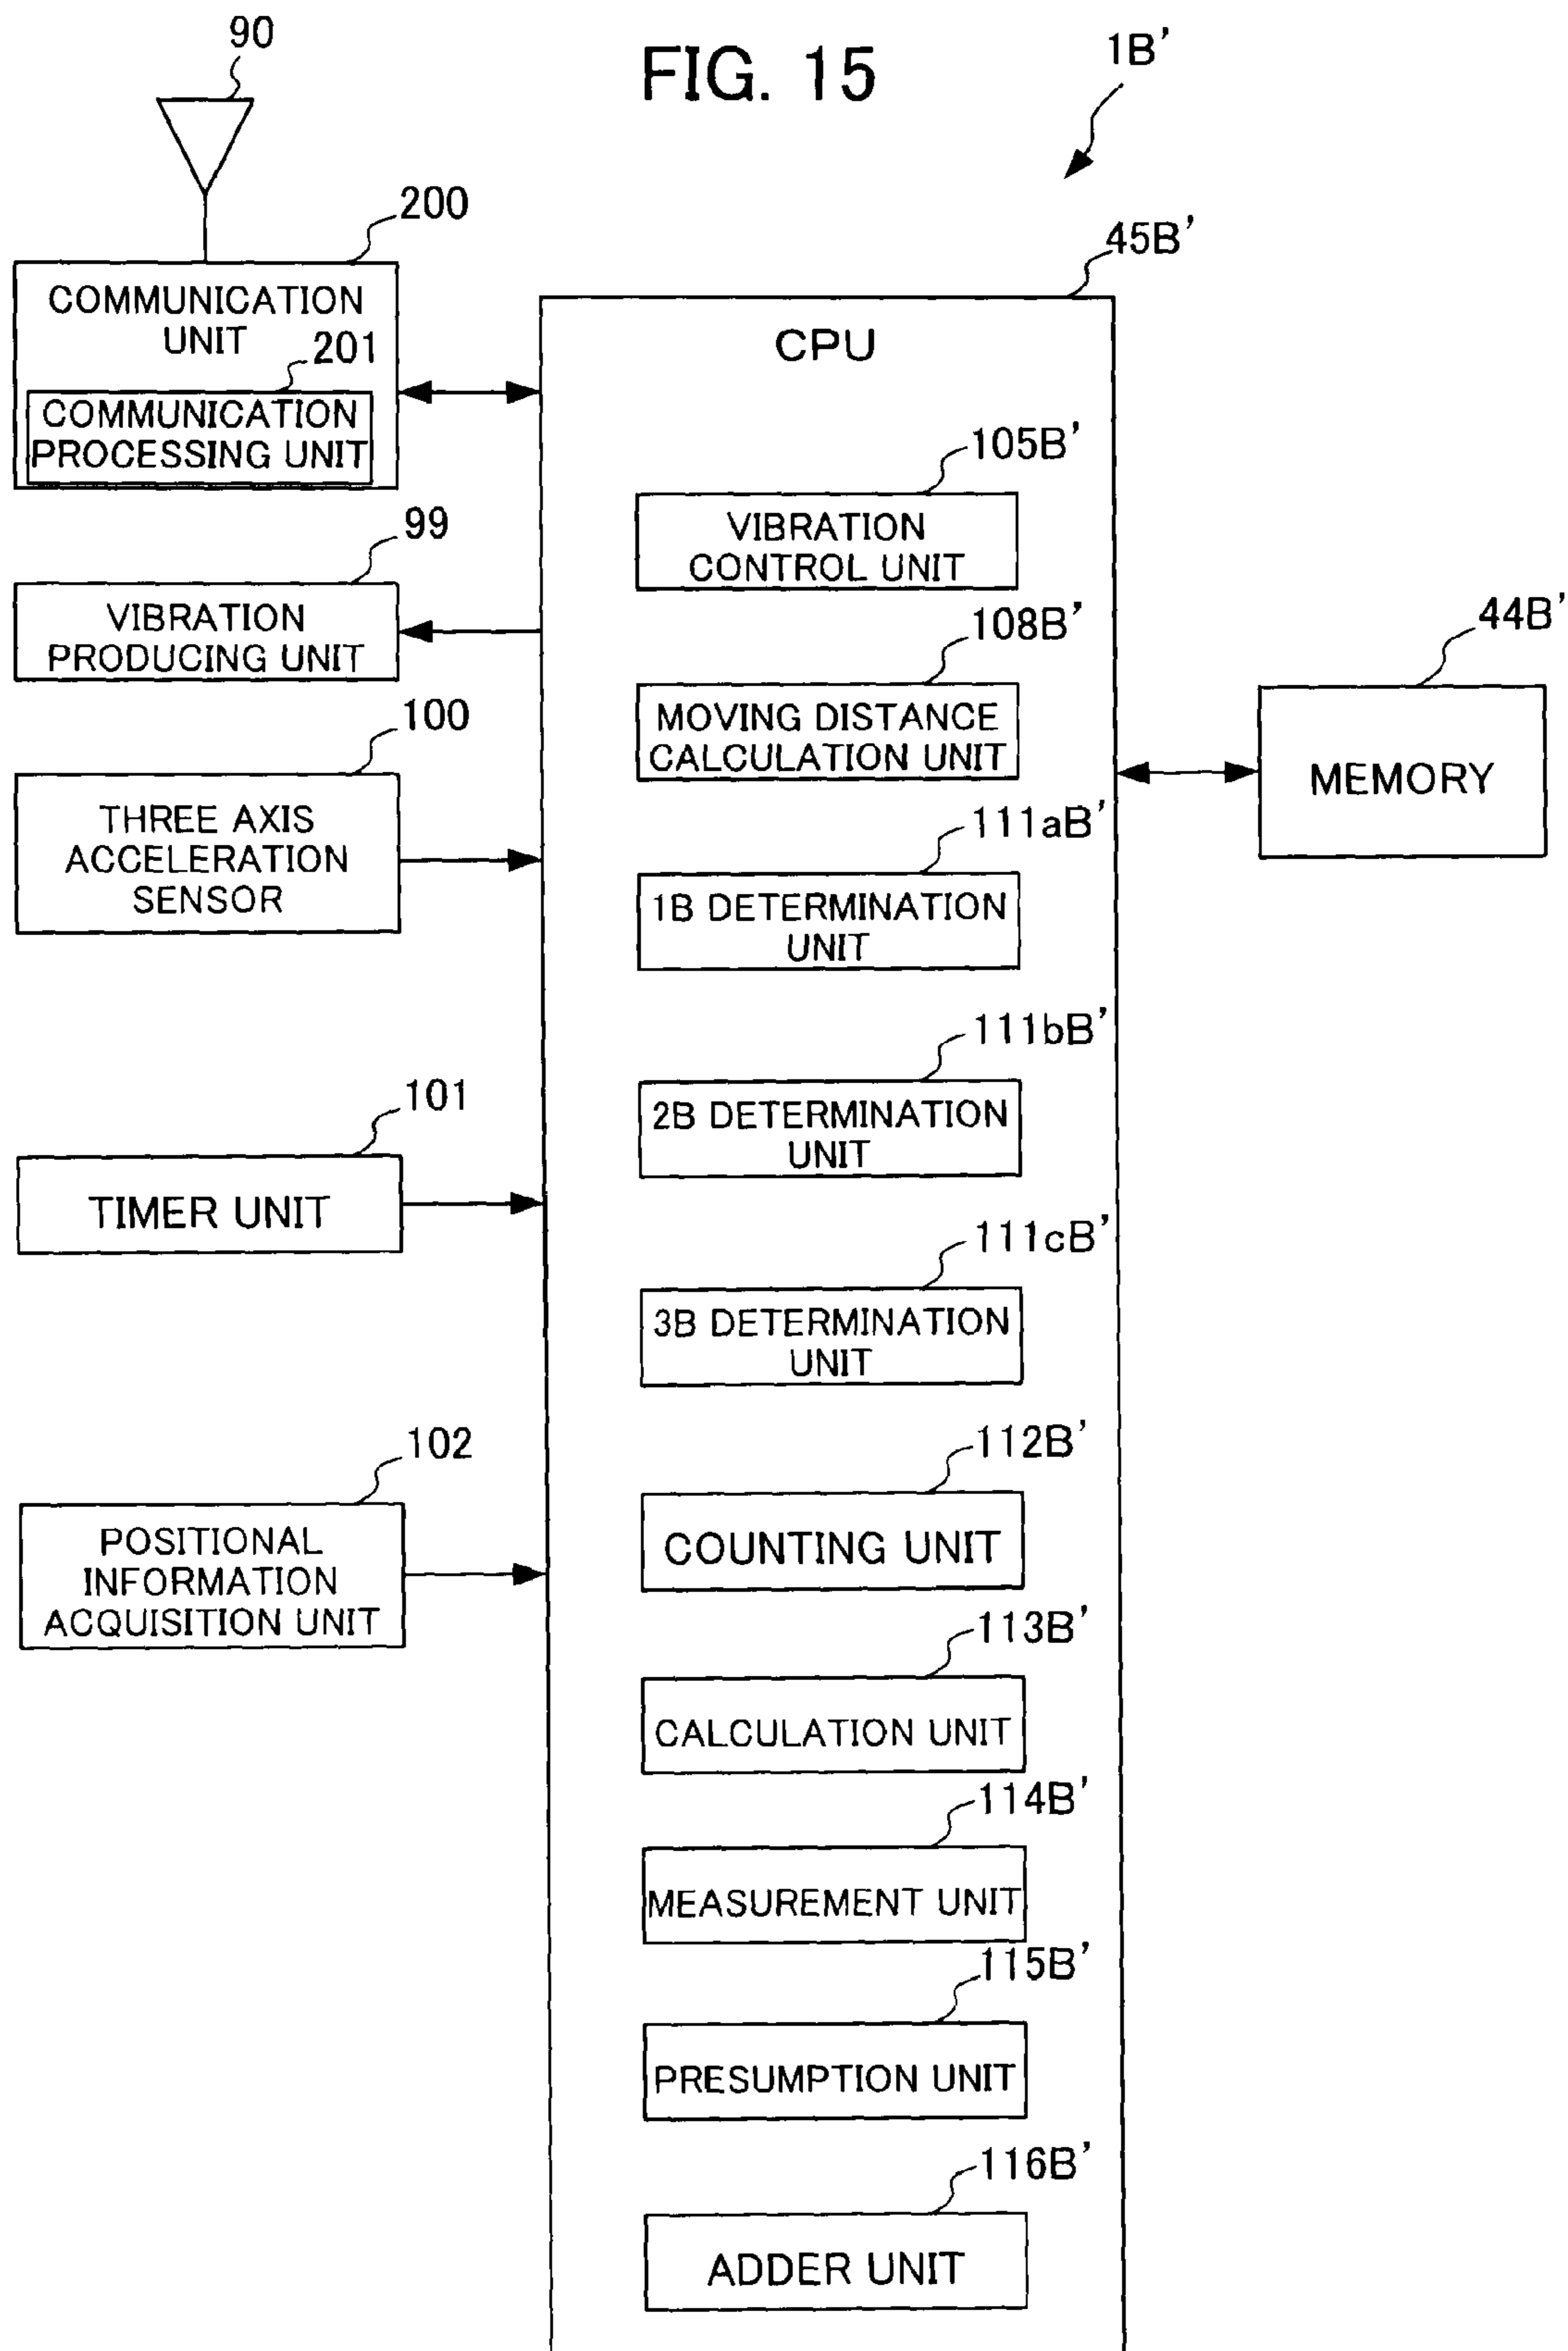 FIG. 15
90
1B’
200
COMMUNICATION
UNIT
201
COMMUNICATION
PROCESSING UNIT
99
VIBRATION
PRODUCING UNIT
100
THREE AXIS
ACCELERATION
SENSOR
101
TIMER UNIT
102
POSITIONAL
INFORMATION
ACQUISITION UNIT
45B’
CPU
105B’
VIBRATION
CONTROL UNIT
108B’
MOVING DISTANCE
CALCULATION UNIT
111aB’
1B DETERMINATION
UNIT
111bB’
2B DETERMINATION
UNIT
111cB’
3B DETERMINATION
UNIT
112B’
COUNTING UNIT
113B’
CALCULATION UNIT
114B’
MEASUREMENT UNIT
115B’
PRESUMPTION UNIT
116B’
ADDER UNIT
44B’
MEMORY